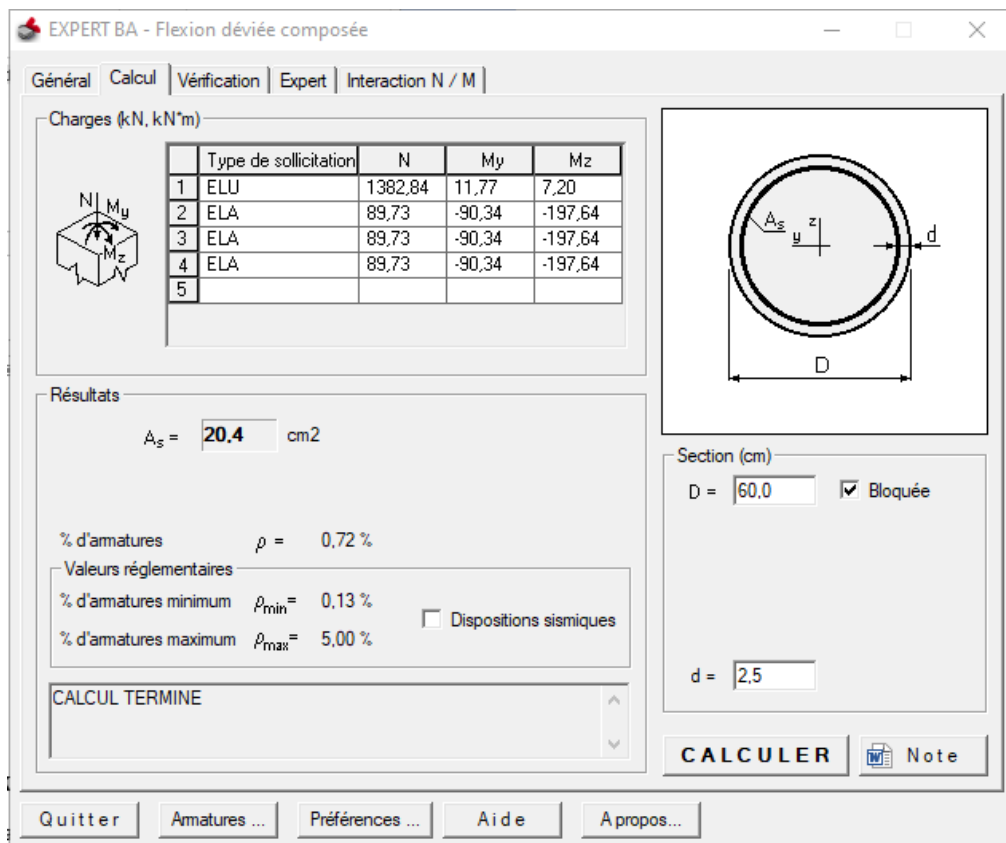 EXPERT BA - Flexion déviée composée
Général Calcul Vérification Expert Interaction N / M
Charges (kN, kN*m)
N My Mz
Type de sollicitation N My Mz
1 ELU 1382,84 11,77 7,20
2 ELA 89,73 -90,34 -197,64
3 ELA 89,73 -90,34 -197,64
4 ELA 89,73 -90,34 -197,64
5
As y z d
D
Résultats
As = 20,4 cm2
% d'armatures ρ = 0,72 %
Valeurs réglementaires
% d'armatures minimum ρmin= 0,13 %
% d'armatures maximum ρmax= 5,00 %
Dispositions sismiques
CALCUL TERMINE
Section (cm)
D = 60,0 Bloquée
d = 2,5
CALCULER Note
Quitter Armatures ... Préférences ... Aide A propos...